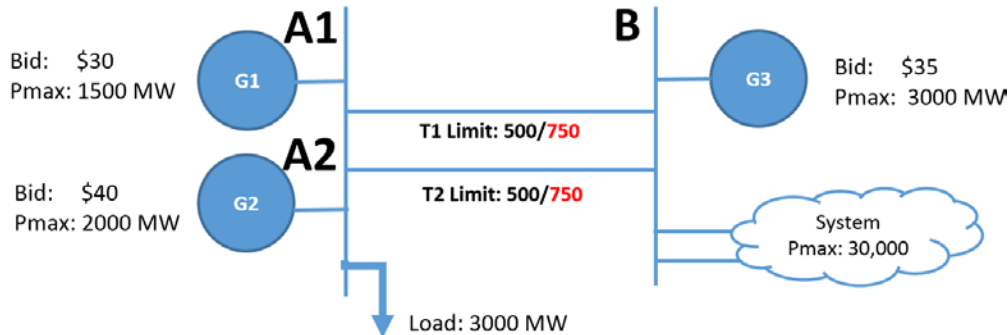 A1
Bid: $30
Pmax: 1500 MW
G1
B
G3
Bid: $35
Pmax: 3000 MW
T1 Limit: 500/750
A2
Bid: $40
Pmax: 2000 MW
G2
T2 Limit: 500/750
System
Pmax: 30,000
Load: 3000 MW